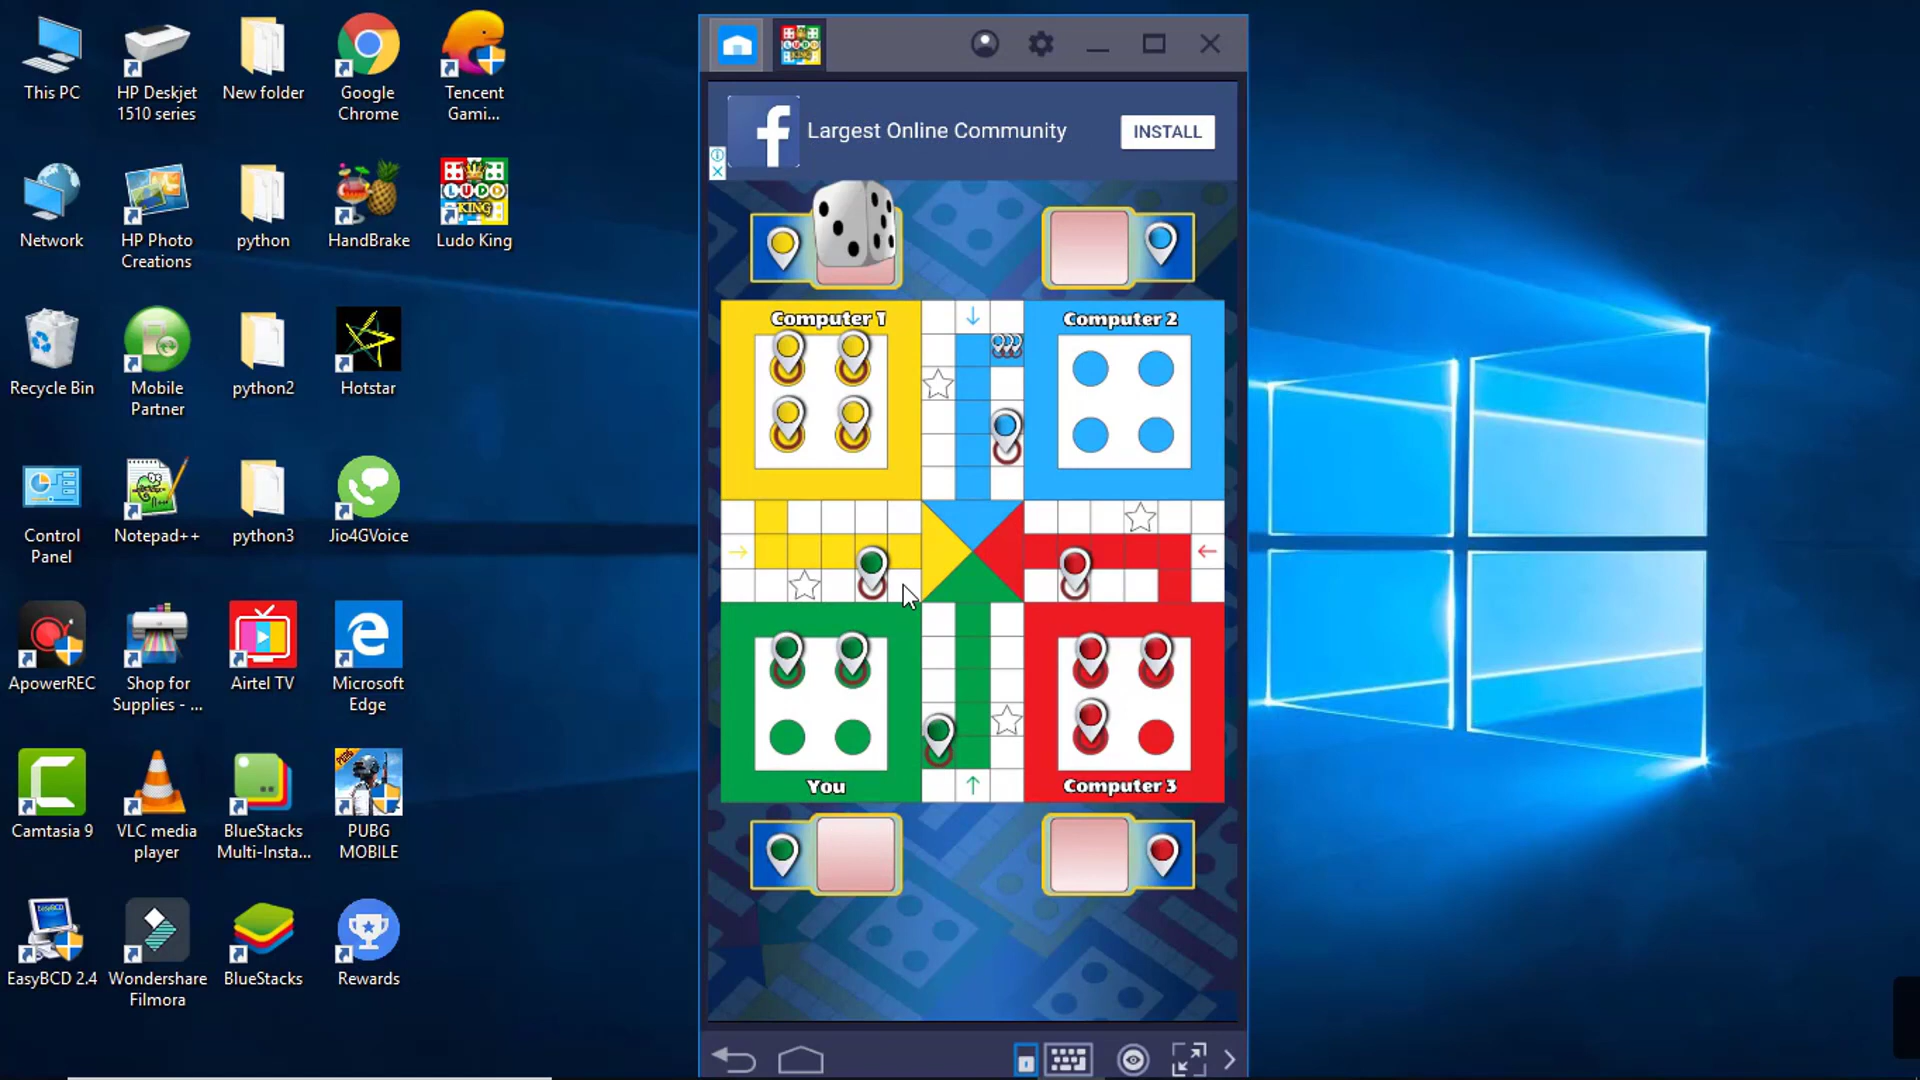 This PC
HP Deskjet
1510 series
New folder
Google
Chrome
Tencent
Gami...
Network
HP Photo
Creations
python
HandBrake
LUDO
KING
Ludo King
Recycle Bin
Mobile
Partner
python2
Hotstar
Control
Panel
Notepad++
python3
Jio4GVoice
ApowerREC
Shop for
Supplies - ...
Airtel TV
Microsoft
Edge
Camtasia 9
VLC media
player
BlueStacks
Multi-Insta...
PUBG
MOBILE
EasyBCD 2.4
Wondershare
Filmora
BlueStacks
Rewards
Largest Online Community
INSTALL
Computer 1
Computer 2
You
Computer 3